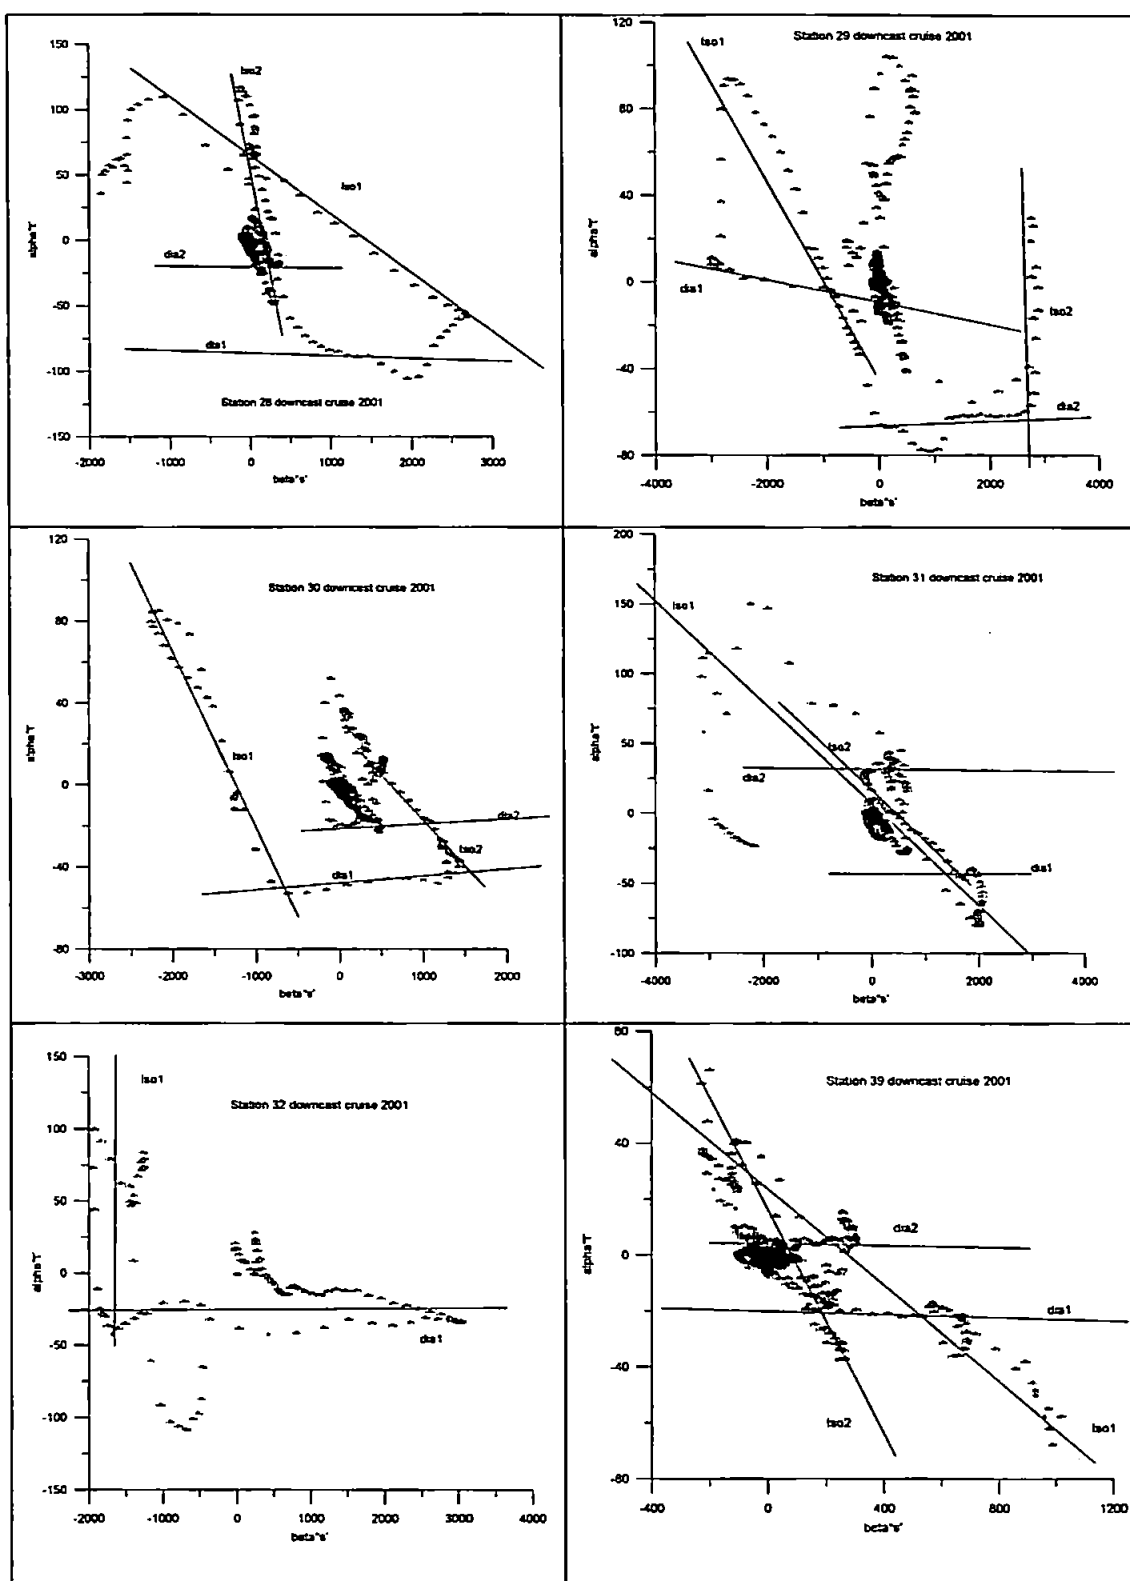 150
100
50
0
-50
-100
-150
alpha*t'
Iso2
Iso1
dia2
dia1
Station 28 downcast cruise 2001
-2000 -1000 0 1000 2000 3000
beta*s'
120
80
40
0
-40
-80
alpha*t'
Station 29 downcast cruise 2001
Iso1
dia1
Iso2
dia2
-4000 -2000 0 2000 4000
beta*s'
120
80
40
0
-40
-80
alpha*t'
Station 30 downcast cruise 2001
Iso1
dia2
Iso2
dia1
-3000 -2000 -1000 0 1000 2000
beta*s'
200
150
100
50
0
-50
-100
alpha*t'
Station 31 downcast cruise 2001
Iso1
Iso2
dia2
dia1
-4000 -2000 0 2000 4000
beta*s'
150
100
50
0
-50
-100
-150
alpha*t'
Iso1
Station 32 downcast cruise 2001
dia1
-2000 -1000 0 1000 2000 3000 4000
beta*s'
80
40
0
-40
-80
alpha*t'
Station 39 downcast cruise 2001
dia2
dia1
Iso2
Iso1
-400 0 400 800 1200
beta*s'